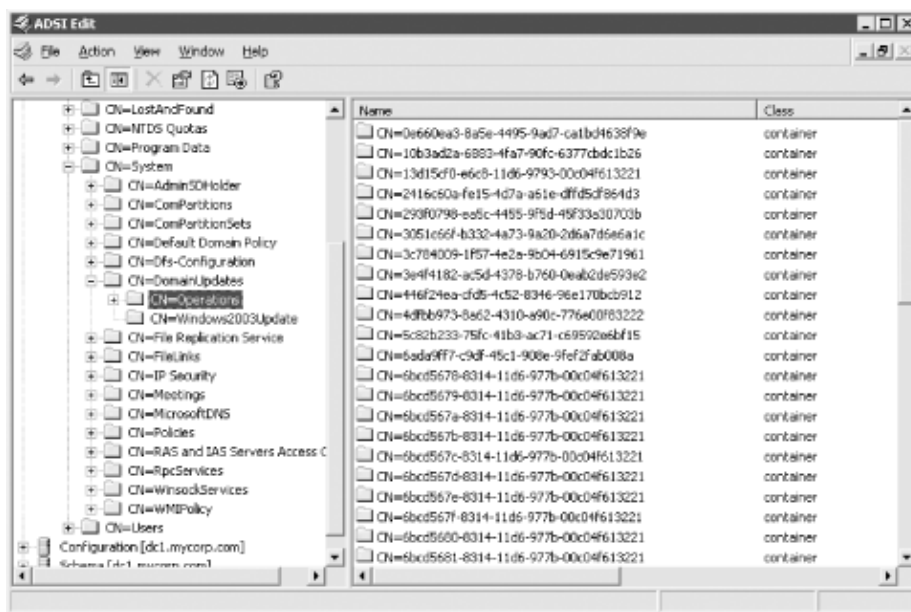 ADSI Edit
File Action View Window Help
CN=LostAndFound
CN=NTDS Quotas
CN=Program Data
CN=System
CN=AdminSDHolder
CN=ComPartitions
CN=ComPartitionSets
CN=Default Domain Policy
CN=Dfs-Configuration
CN=DomainUpdates
CN=Operations
CN=Windows2003Update
CN=File Replication Service
CN=FileLinks
CN=IP Security
CN=Meetings
CN=MicrosoftDNS
CN=Policies
CN=RAS and IAS Servers Access C
CN=RpcServices
CN=WinsockServices
CN=WMIPolicy
CN=Users
Configuration [dc1.mycorp.com]
Schema [dc1.mycorp.com]
Name Class
CN=0e660ea3-8a5e-4495-9ad7-ca1bd4638f9e container
CN=10b3ad2a-6883-4fa7-90fc-6377cbdc1b26 container
CN=13d15cf0-e6c8-11d6-9793-00c04f613221 container
CN=2416c60a-fe15-4d7a-a61e-dffd5df864d3 container
CN=293f0798-ea5c-4455-9f5d-45f33a30703b container
CN=3051c66f-b332-4a73-9a20-2d6a7d6e6a1c container
CN=3c784009-1f57-4e2a-9b04-6915c9e71961 container
CN=3e4f4182-ac5d-4378-b760-0eab2de593e2 container
CN=446f24ea-cfd5-4c52-8346-96e170bcb912 container
CN=4dfbb973-8a62-4310-a90c-776e00f83222 container
CN=5c82b233-75fc-41b3-ac71-c69592e6bf15 container
CN=6ada9ff7-c9df-45c1-908e-9fef2fab008a container
CN=6bcd5678-8314-11d6-977b-00c04f613221 container
CN=6bcd5679-8314-11d6-977b-00c04f613221 container
CN=6bcd567a-8314-11d6-977b-00c04f613221 container
CN=6bcd567b-8314-11d6-977b-00c04f613221 container
CN=6bcd567c-8314-11d6-977b-00c04f613221 container
CN=6bcd567d-8314-11d6-977b-00c04f613221 container
CN=6bcd567e-8314-11d6-977b-00c04f613221 container
CN=6bcd567f-8314-11d6-977b-00c04f613221 container
CN=6bcd5680-8314-11d6-977b-00c04f613221 container
CN=6bcd5681-8314-11d6-977b-00c04f613221 container